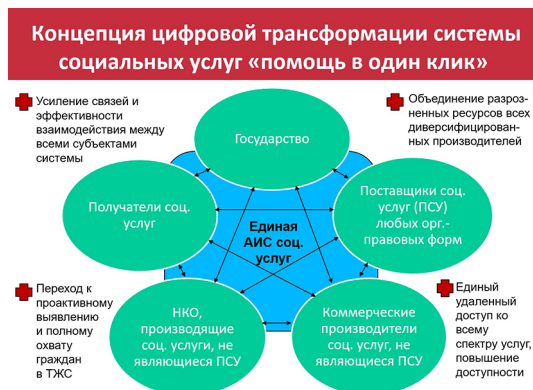 Концепция цифровой трансформации системы
социальных услуг «помощь в один клик»
Усиление связей и
эффективности
взаимодействия между
всеми субъектами
системы
Государство
Объединение разроз-
ненных ресурсов всех
диверсифицирован-
ных производителей
Получатели соц.
услуг
Единая
АИС соц.
услуг
Поставщики соц.
услуг (ПСУ)
любых орг.-
правовых форм
Переход к
проактивному
выявлению
и полному
охвату
граждан
в ТЖС
НКО,
производящие
соц. услуги, не
являющиеся ПСУ
Коммерческие
производители
соц. услуг, не
являющиеся ПСУ
Единый
удаленный
доступ ко
всему
спектру услуг,
повышение
доступности